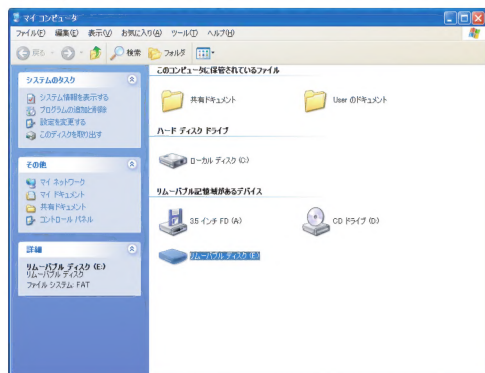 マイ コンピュータ
ファイル(F) 編集(E) 表示(V) お気に入り(A) ツール(T) ヘルプ(H)
戻る 検索 フォルダ
システムのタスク
システム情報を表示する
プログラムの追加と削除
設定を変更する
このディスクを取り出す
その他
マイ ネットワーク
マイ ドキュメント
共有ドキュメント
コントロール パネル
詳細
リムーバブル ディスク (E:)
リムーバブル ディスク
ファイル システム: FAT
このコンピュータに保管されているファイル
共有ドキュメント
User のドキュメント
ハード ディスク ドライブ
ローカル ディスク (C:)
リムーバブル記憶域があるデバイス
3.5 インチ FD (A:)
CD ドライブ (D:)
リムーバブル ディスク (E:)